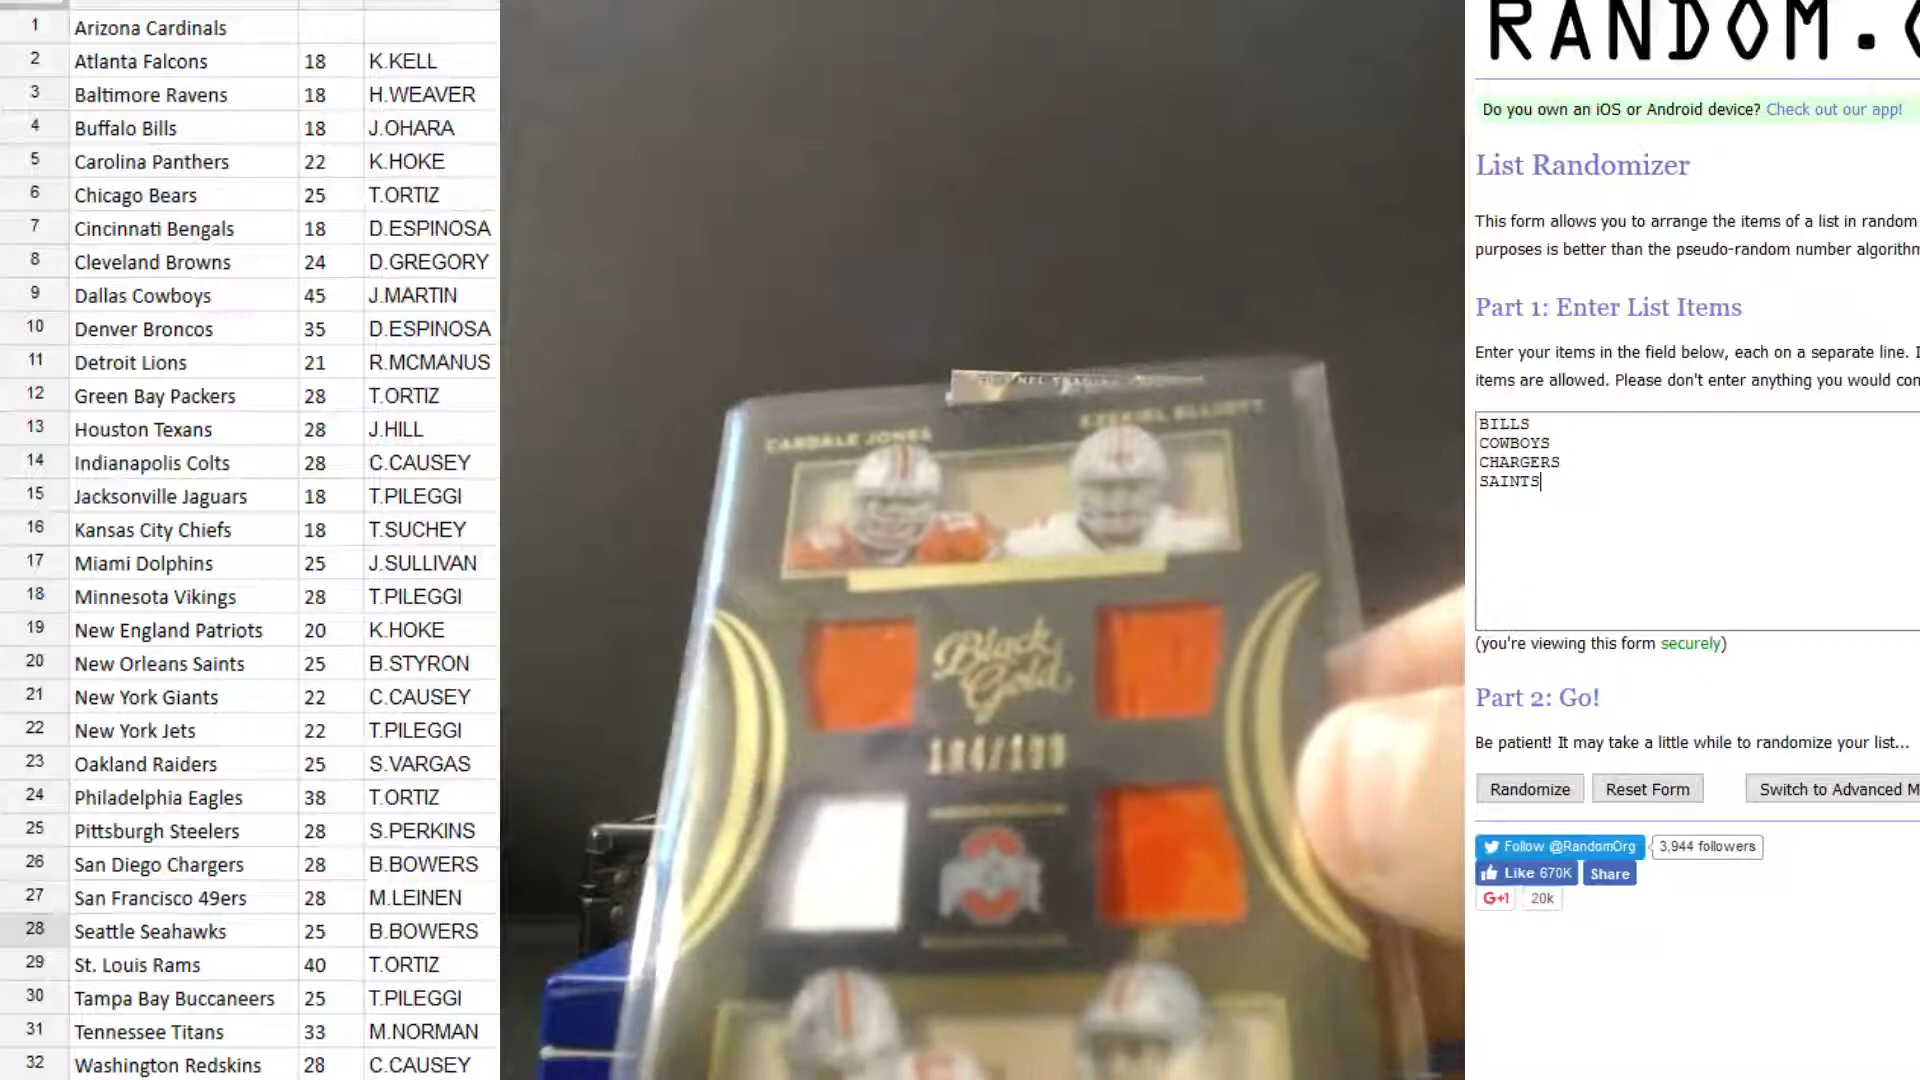 1 Arizona Cardinals
2 Atlanta Falcons 18 K.KELL
3 Baltimore Ravens 18 H.WEAVER
4 Buffalo Bills 18 J.OHARA
5 Carolina Panthers 22 K.HOKE
6 Chicago Bears 25 T.ORTIZ
7 Cincinnati Bengals 18 D.ESPINOSA
8 Cleveland Browns 24 D.GREGORY
9 Dallas Cowboys 45 J.MARTIN
10 Denver Broncos 35 D.ESPINOSA
11 Detroit Lions 21 R.MCMANUS
12 Green Bay Packers 28 T.ORTIZ
13 Houston Texans 28 J.HILL
14 Indianapolis Colts 28 C.CAUSEY
15 Jacksonville Jaguars 18 T.PILEGGI
16 Kansas City Chiefs 18 T.SUCHEY
17 Miami Dolphins 25 J.SULLIVAN
18 Minnesota Vikings 28 T.PILEGGI
19 New England Patriots 20 K.HOKE
20 New Orleans Saints 25 B.STYRON
21 New York Giants 22 C.CAUSEY
22 New York Jets 22 T.PILEGGI
23 Oakland Raiders 25 S.VARGAS
24 Philadelphia Eagles 38 T.ORTIZ
25 Pittsburgh Steelers 28 S.PERKINS
26 San Diego Chargers 28 B.BOWERS
27 San Francisco 49ers 28 M.LEINEN
28 Seattle Seahawks 25 B.BOWERS
29 St. Louis Rams 40 T.ORTIZ
30 Tampa Bay Buccaneers 25 T.PILEGGI
31 Tennessee Titans 33 M.NORMAN
32 Washington Redskins 28 C.CAUSEY
CARDALE JONES
EZEKIEL ELLIOTT
Black
Gold
RANDOM.
Do you own an iOS or Android device? Check out our app!
List Randomizer
This form allows you to arrange the items of a list in random
purposes is better than the pseudo-random number algorithm
Part 1: Enter List Items
Enter your items in the field below, each on a separate line.
items are allowed. Please don't enter anything you would
BILLS
COWBOYS
CHARGERS
SAINTS
(you're viewing this form securely)
Part 2: Go!
Be patient! It may take a little while to randomize your list...
Randomize Reset Form Switch to Advanced M
Follow @RandomOrg 3,944 followers
Like 670K Share
G+1 20k